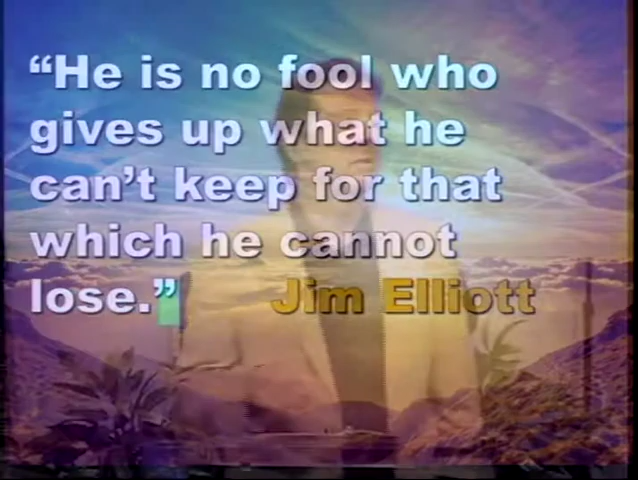 “He is no fool who
gives up what he
can’t keep for that
which he cannot
lose.” Jim Elliott